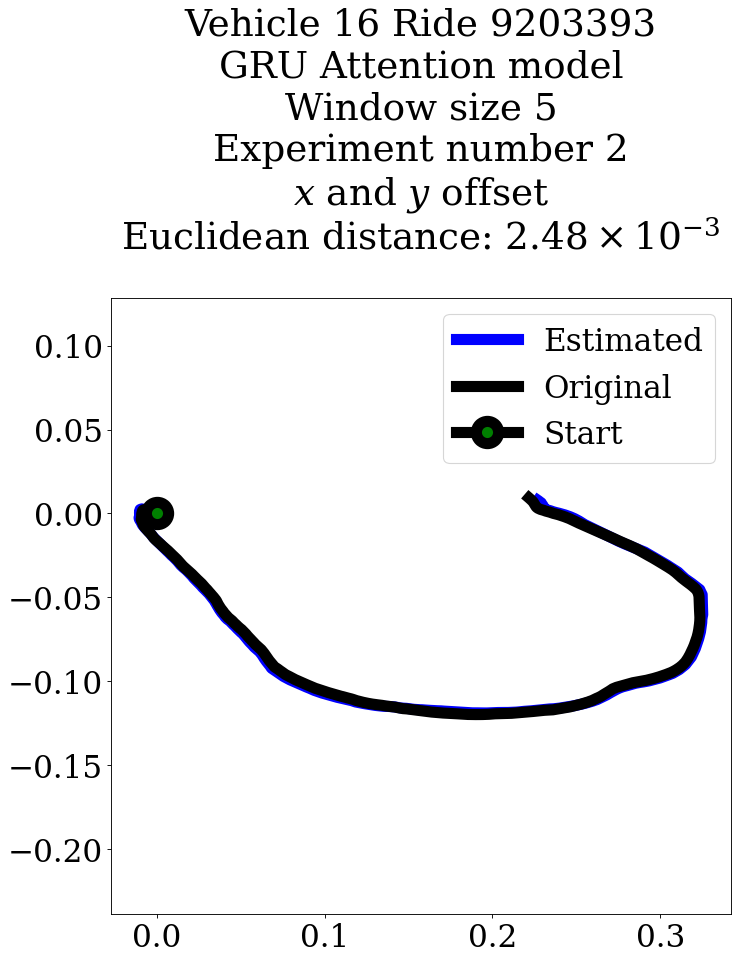 Vehicle 16 Ride 9203393
GRU Attention model
Window size 5
Experiment number 2
x and y offset
Euclidean distance: 2.48 × 10⁻³
Estimated
Original
Start
0.10
0.05
0.00
−0.05
−0.10
−0.15
−0.20
0.0 0.1 0.2 0.3